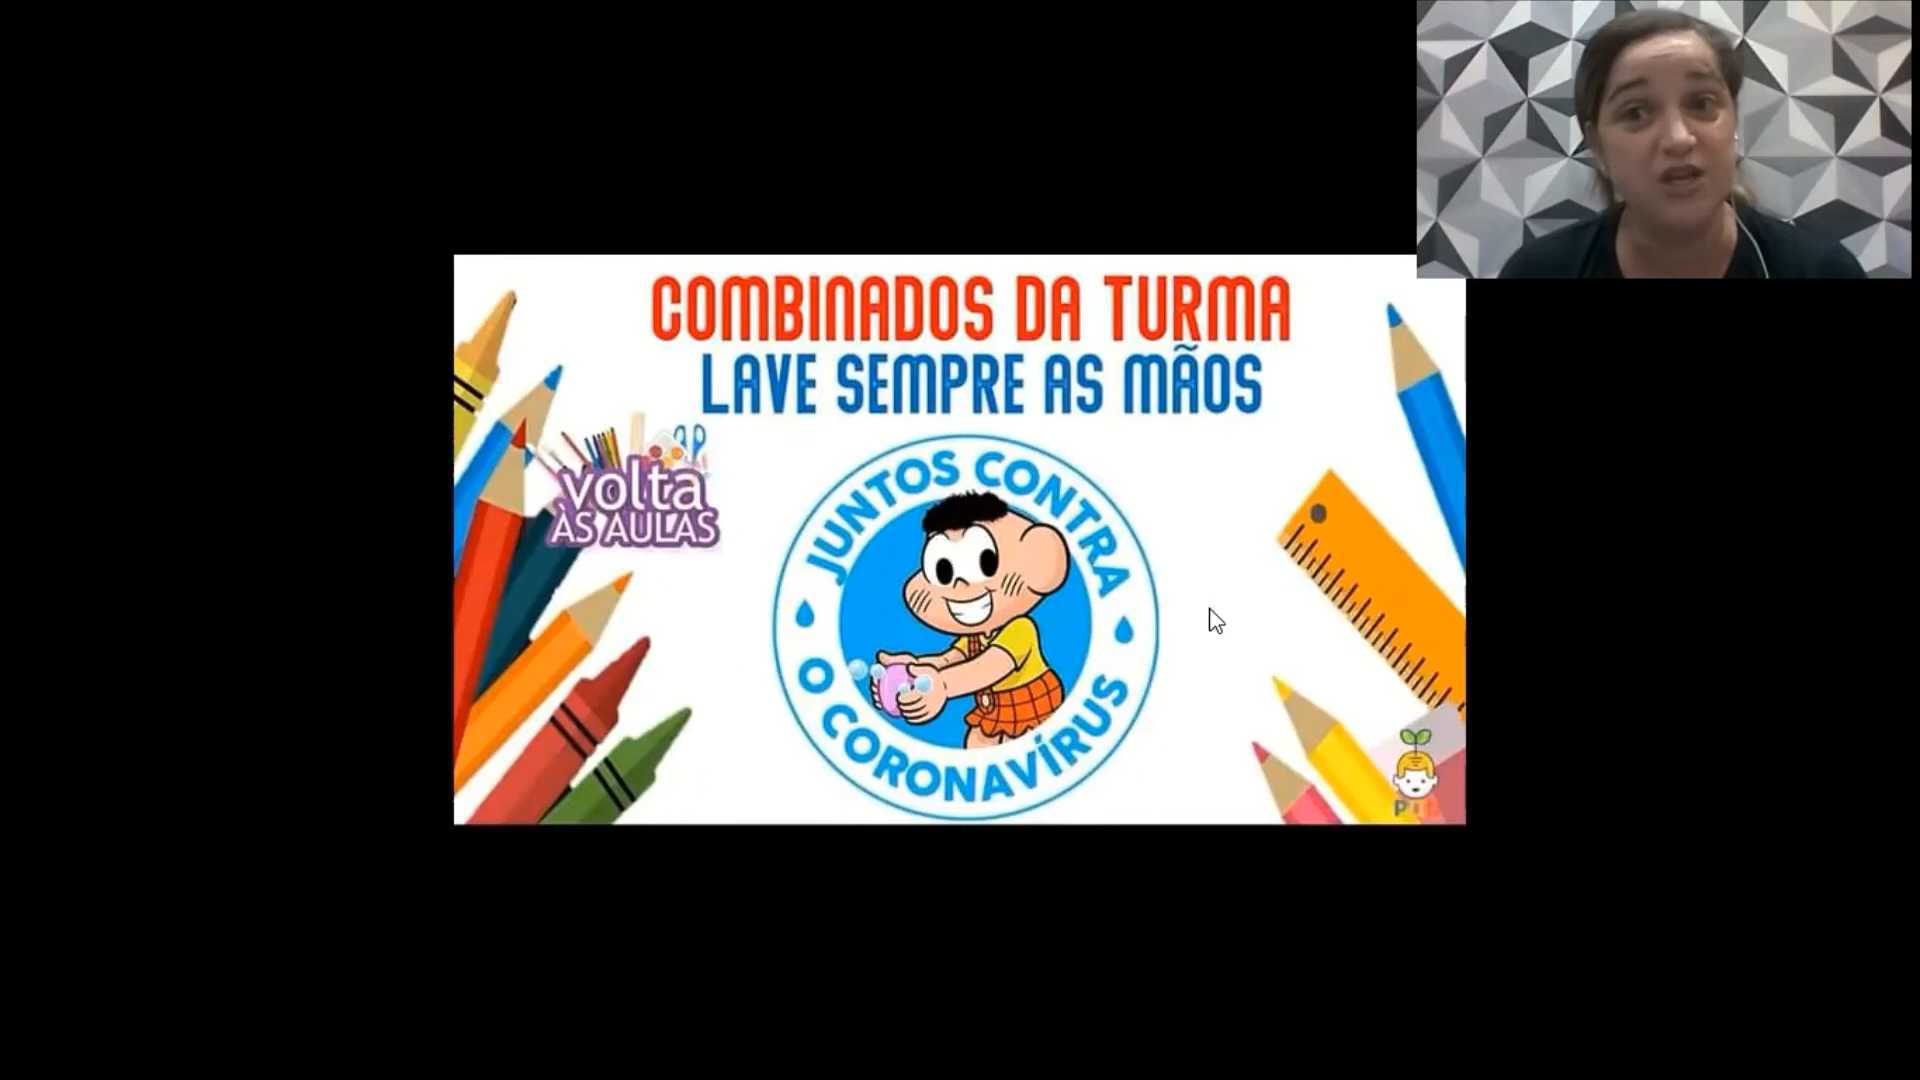 COMBINADOS DA TURMA
LAVE SEMPRE AS MÃOS
volta
ÀS AULAS
JUNTOS CONTRA
O CORONAVÍRUS